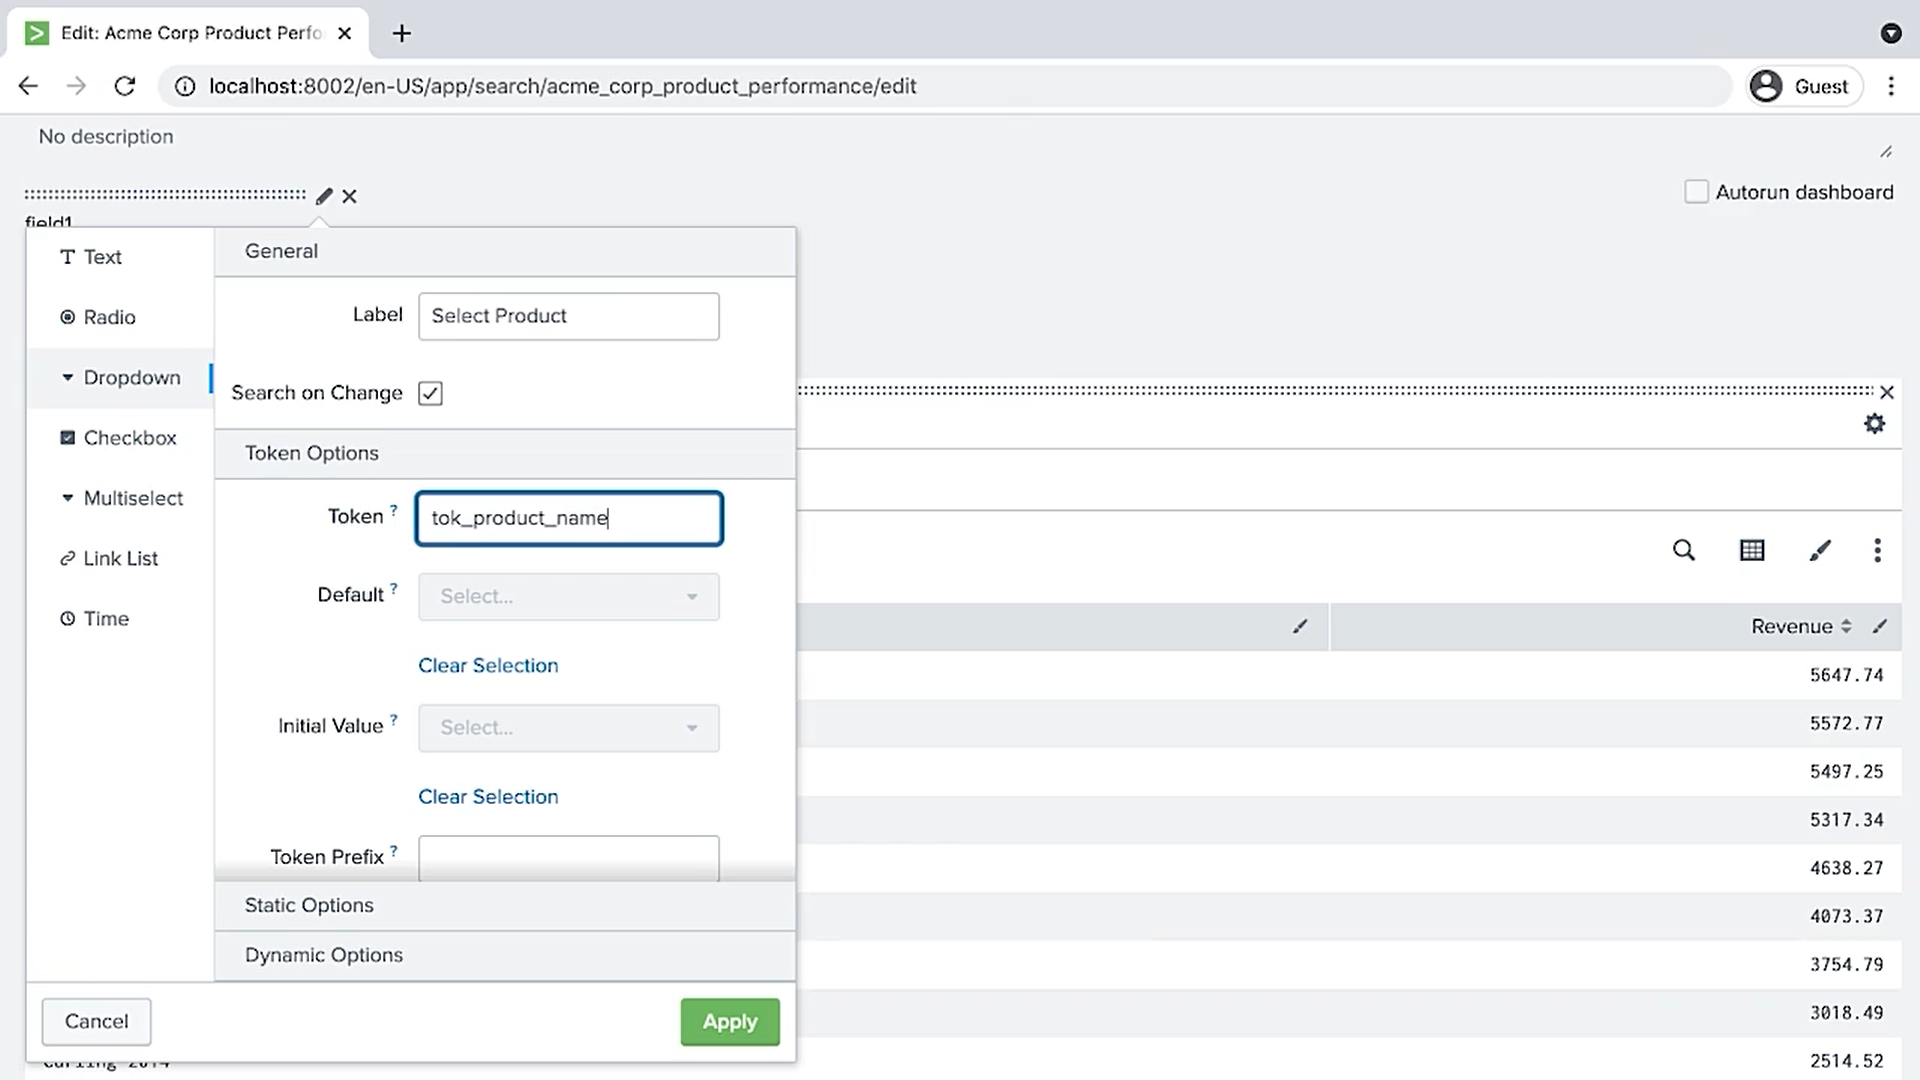 Edit: Acme Corp Product Perfo
localhost:8002/en-US/app/search/acme_corp_product_performance/edit
Guest
No description
Autorun dashboard
field1
Text
Radio
Dropdown
Checkbox
Multiselect
Link List
Time
General
Label
Select Product
Search on Change
Token Options
Token ?
tok_product_name
Default ?
Select...
Clear Selection
Initial Value ?
Select...
Clear Selection
Token Prefix ?
Static Options
Dynamic Options
Cancel
Apply
Revenue
5647.74
5572.77
5497.25
5317.34
4638.27
4073.37
3754.79
3018.49
Curling 2014
2514.52